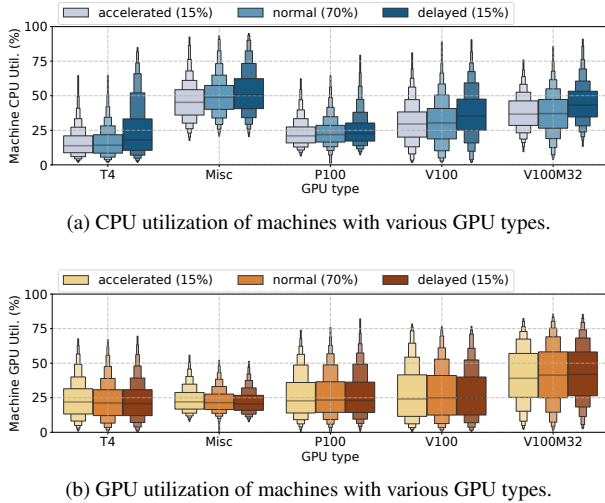 accelerated (15%) normal (70%) delayed (15%)
Machine CPU Util. (%)
100
75
50
25
0
T4 Misc P100 V100 V100M32
GPU type
(a) CPU utilization of machines with various GPU types.
accelerated (15%) normal (70%) delayed (15%)
Machine GPU Util. (%)
100
75
50
25
0
T4 Misc P100 V100 V100M32
GPU type
(b) GPU utilization of machines with various GPU types.